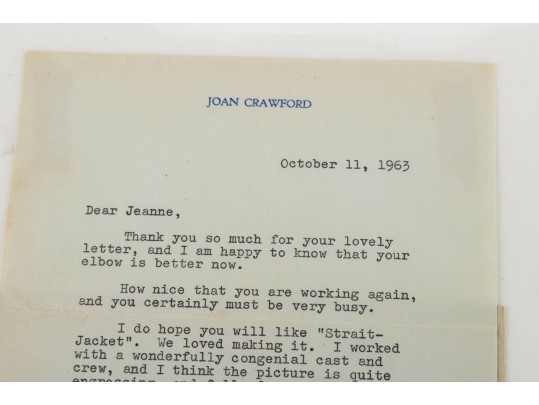 JOAN CRAWFORD
October 11, 1963
Dear Jeanne,
Thank you so much for your lovely
letter, and I am happy to know that your
elbow is better now.
How nice that you are working again,
and you certainly must be very busy.
I do hope you will like "Strait-
Jacket". We loved making it. I worked
with a wonderfully congenial cast and
crew, and I think the picture is quite
engrossing, and